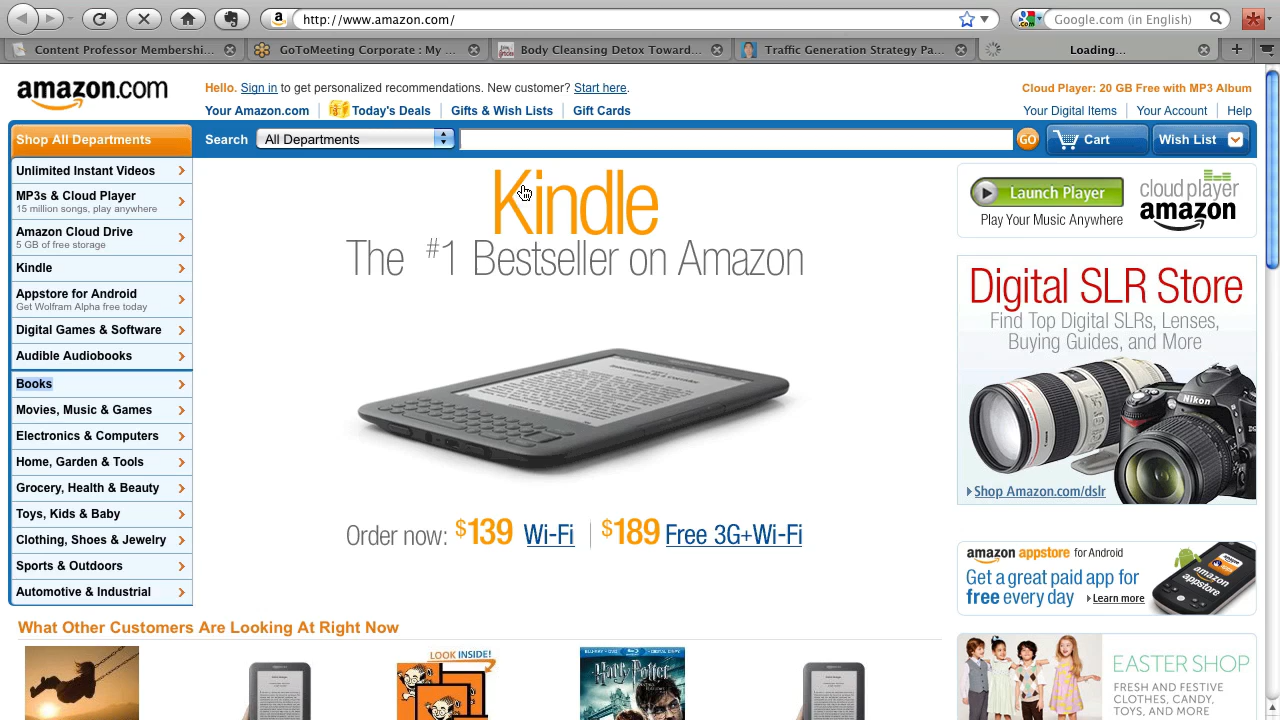 http://www.amazon.com/
Google.com (in English)
Content Professor Membershi...
GoToMeeting Corporate : My ...
Body Cleansing Detox Toward...
Traffic Generation Strategy Pa...
Loading...
amazon.com
Hello. Sign in to get personalized recommendations. New customer? Start here.
Cloud Player: 20 GB Free with MP3 Album
Your Amazon.com
Today's Deals
Gifts & Wish Lists
Gift Cards
Your Digital Items
Your Account
Help
Shop All Departments
Search
All Departments
GO
Cart
Wish List
Unlimited Instant Videos
MP3s & Cloud Player
15 million songs, play anywhere
Amazon Cloud Drive
5 GB of free storage
Kindle
Appstore for Android
Get Wolfram Alpha free today
Digital Games & Software
Audible Audiobooks
Books
Movies, Music & Games
Electronics & Computers
Home, Garden & Tools
Grocery, Health & Beauty
Toys, Kids & Baby
Clothing, Shoes & Jewelry
Sports & Outdoors
Automotive & Industrial
Kindle
The #1 Bestseller on Amazon
Order now: $139 Wi-Fi | $189 Free 3G+Wi-Fi
Launch Player
Play Your Music Anywhere
cloud player
amazon
Digital SLR Store
Find Top Digital SLRs, Lenses,
Buying Guides, and More
Nikon
Shop Amazon.com/dslr
amazon appstore for Android
Get a great paid app for
free every day
Learn more
amazon
appstore
What Other Customers Are Looking At Right Now
LOOK INSIDE!
BLU-RAY + DVD + DIGITAL COPY
Harry Potter
EASTER SHOP
FRESH AND FESTIVE
CLOTHES, CANDY,
TOYS, AND MORE